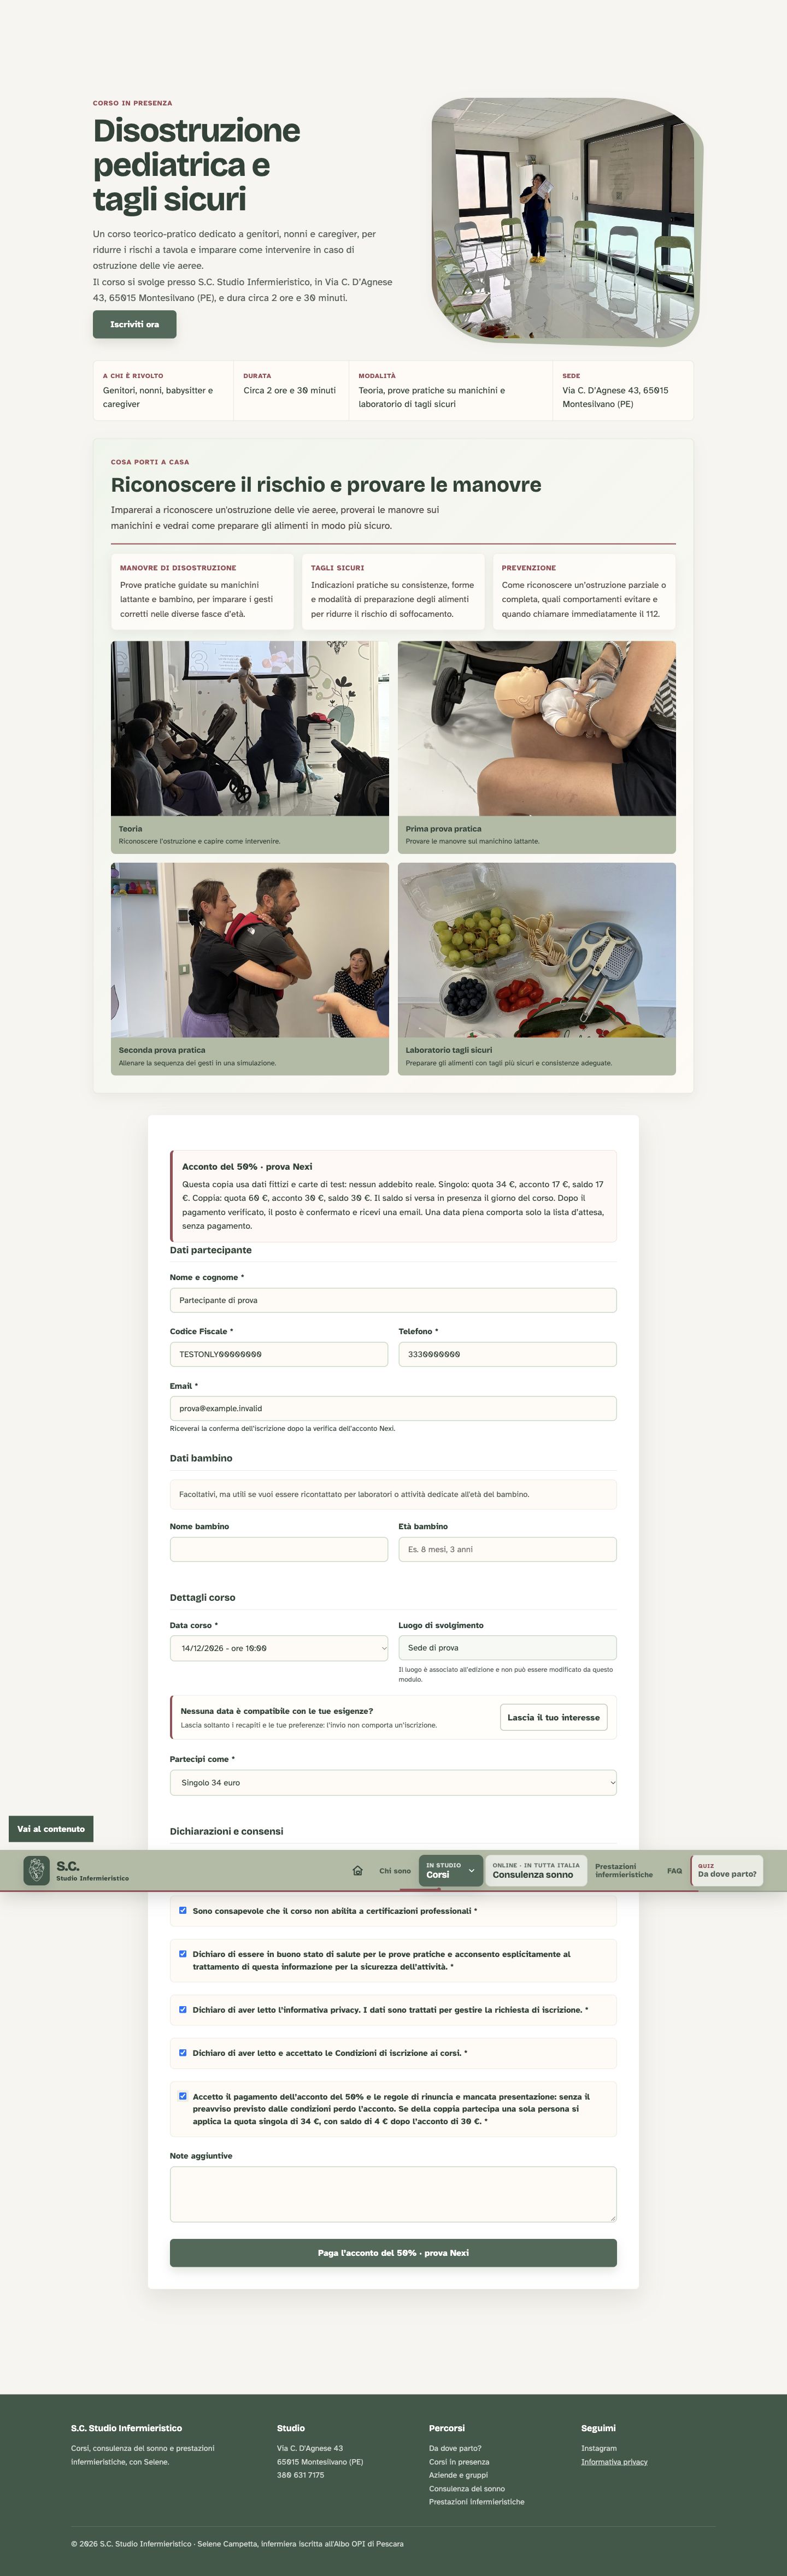 CORSO IN PRESENZA
Disostruzione
pediatrica e
tagli sicuri
Un corso teorico-pratico dedicato a genitori, nonni e caregiver, per
ridurre i rischi a tavola e imparare come intervenire in caso di
ostruzione delle vie aeree.
Il corso si svolge presso S.C. Studio Infermieristico, in Via C. D'Agnese
43, 65015 Montesilvano (PE), e dura circa 2 ore e 30 minuti.
Iscriviti ora
A CHI È RIVOLTO
Genitori, nonni, babysitter e
caregiver
DURATA
Circa 2 ore e 30 minuti
MODALITÀ
Teoria, prove pratiche su manichini e
laboratorio di tagli sicuri
SEDE
Via C. D'Agnese 43, 65015
Montesilvano (PE)
COSA PORTI A CASA
Riconoscere il rischio e provare le manovre
Imparerai a riconoscere un'ostruzione delle vie aeree, proverai le manovre sui
manichini e vedrai come preparare gli alimenti in modo più sicuro.
MANOVRE DI DISOSTRUZIONE
Prove pratiche guidate su manichini
lattante e bambino, per imparare i gesti
corretti nelle diverse fasce d'età.
TAGLI SICURI
Indicazioni pratiche su consistenze, forme
e modalità di preparazione degli alimenti
per ridurre il rischio di soffocamento.
PREVENZIONE
Come riconoscere un'ostruzione parziale o
completa, quali comportamenti evitare e
quando chiamare immediatamente il 112.
Teoria
Riconoscere l'ostruzione e capire come intervenire.
Prima prova pratica
Provare le manovre sul manichino lattante.
Seconda prova pratica
Allenare la sequenza dei gesti in una simulazione.
Laboratorio tagli sicuri
Preparare gli alimenti con tagli più sicuri e consistenze adeguate.
Acconto del 50% · prova Nexi
Questa copia usa dati fittizi e carte di test: nessun addebito reale. Singolo: quota 34 €, acconto 17 €, saldo 17
€. Coppia: quota 60 €, acconto 30 €, saldo 30 €. Il saldo si versa in presenza il giorno del corso. Dopo il
pagamento verificato, il posto è confermato e ricevi una email. Una data piena comporta solo la lista d'attesa,
senza pagamento.
Dati partecipante
Nome e cognome *
Partecipante di prova
Codice Fiscale *
TESTONLY00000000
Telefono *
3330000000
Email *
prova@example.invalid
Riceverai la conferma dell'iscrizione dopo la verifica dell'acconto Nexi.
Dati bambino
Facoltativi, ma utili se vuoi essere ricontattato per laboratori o attività dedicate all'età del bambino.
Nome bambino
Età bambino
Es. 8 mesi, 3 anni
Dettagli corso
Data corso *
14/12/2026 - ore 10:00
Luogo di svolgimento
Sede di prova
Il luogo è associato all'edizione e non può essere modificato da questo
modulo.
Nessuna data è compatibile con le tue esigenze?
Lascia soltanto i recapiti e le tue preferenze: l'invio non comporta un'iscrizione.
Lascia il tuo interesse
Partecipi come *
Singolo 34 euro
Vai al contenuto
Dichiarazioni e consensi
S.C.
Studio Infermieristico
Chi sono
IN STUDIO
Corsi
ONLINE · IN TUTTA ITALIA
Consulenza sonno
Prestazioni
infermieristiche
FAQ
QUIZ
Da dove parto?
Sono consapevole che il corso non abilita a certificazioni professionali *
Dichiaro di essere in buono stato di salute per le prove pratiche e acconsento esplicitamente al
trattamento di questa informazione per la sicurezza dell'attività. *
Dichiaro di aver letto l'informativa privacy. I dati sono trattati per gestire la richiesta di iscrizione. *
Dichiaro di aver letto e accettato le Condizioni di iscrizione ai corsi. *
Accetto il pagamento dell'acconto del 50% e le regole di rinuncia e mancata presentazione: senza il
preavviso previsto dalle condizioni perdo l'acconto. Se della coppia partecipa una sola persona si
applica la quota singola di 34 €, con saldo di 4 € dopo l'acconto di 30 €. *
Note aggiuntive
Paga l'acconto del 50% · prova Nexi
S.C. Studio Infermieristico
Corsi, consulenza del sonno e prestazioni
infermieristiche, con Selene.
Studio
Via C. D'Agnese 43
65015 Montesilvano (PE)
380 631 7175
Percorsi
Da dove parto?
Corsi in presenza
Aziende e gruppi
Consulenza del sonno
Prestazioni infermieristiche
Seguimi
Instagram
Informativa privacy
© 2026 S.C. Studio Infermieristico · Selene Campetta, infermiera iscritta all'Albo OPI di Pescara